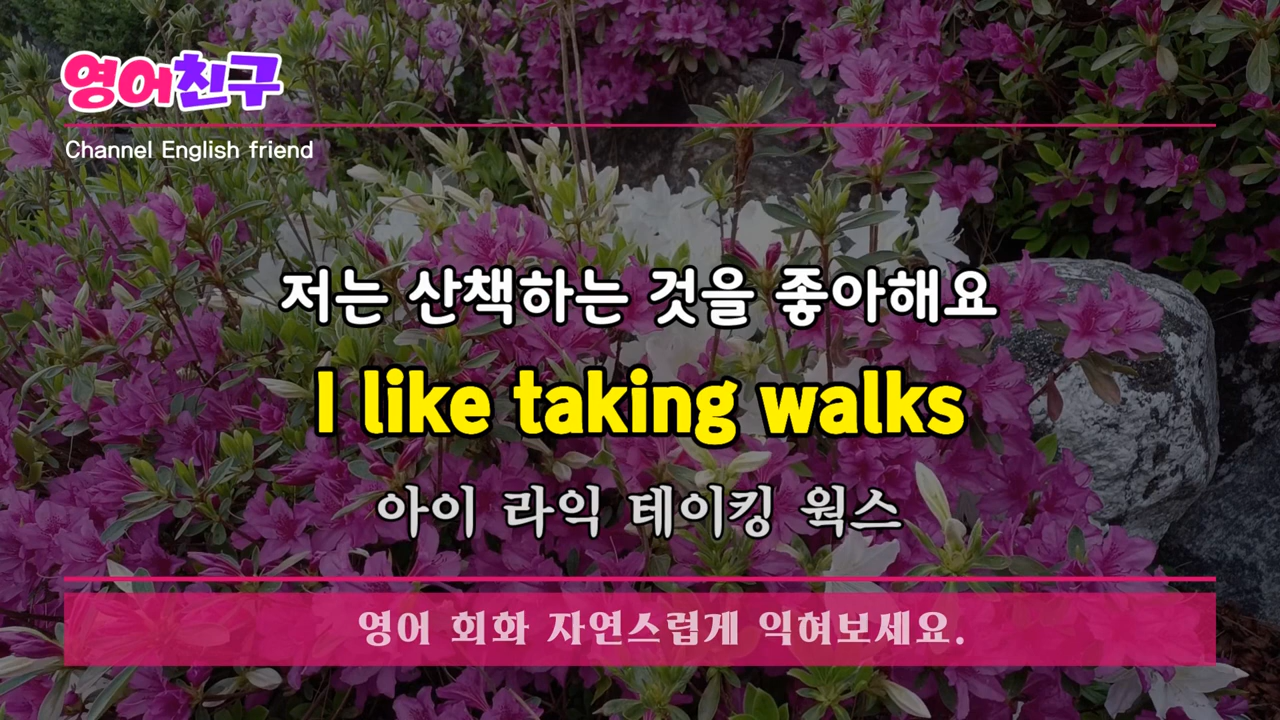 영어친구
Channel English friend
저는 산책하는 것을 좋아해요
I like taking walks
아이 라익 테이킹 웍스
영어 회화 자연스럽게 익혀보세요.